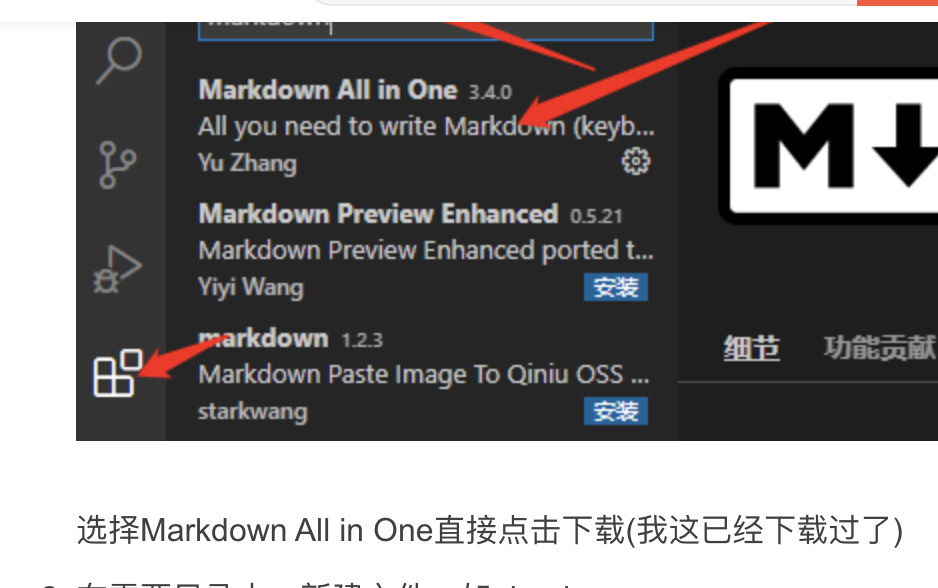 Markdown All in One 3.4.0
All you need to write Markdown (keyb...
Yu Zhang
Markdown Preview Enhanced 0.5.21
Markdown Preview Enhanced ported t...
Yiyi Wang
安装
markdown 1.2.3
Markdown Paste Image To Qiniu OSS ...
starkwang
安装
M
细节
功能贡献
选择Markdown All in One直接点击下载(我这已经下载过了)